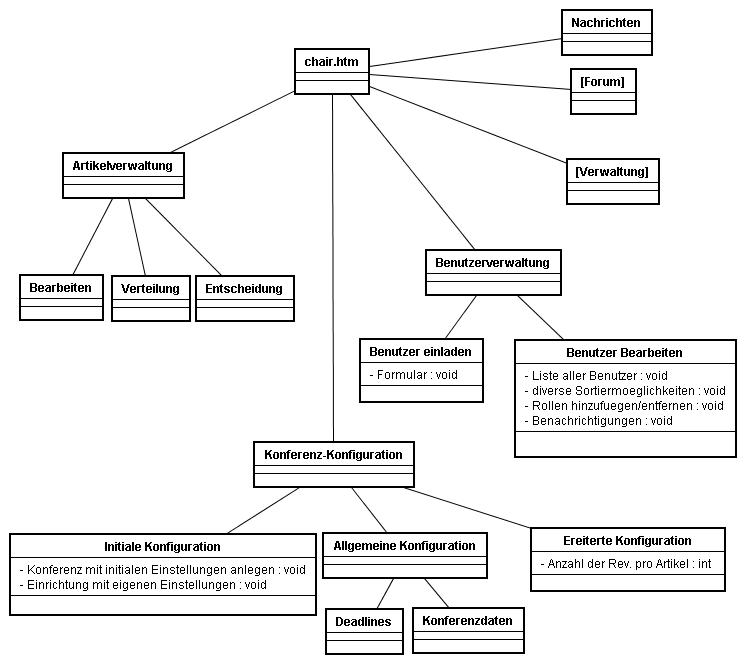 Nachrichten
chair.htm
[Forum]
Artikelverwaltung
[Verwaltung]
Benutzerverwaltung
Bearbeiten
Verteilung
Entscheidung
Benutzer einladen
- Formular : void
Benutzer Bearbeiten
- Liste aller Benutzer : void
- diverse Sortiermoeglichkeiten : void
- Rollen hinzufuegen/entfernen : void
- Benachrichtigungen : void
Konferenz-Konfiguration
Initiale Konfiguration
- Konferenz mit initialen Einstellungen anlegen : void
- Einrichtung mit eigenen Einstellungen : void
Allgemeine Konfiguration
Ereiterte Konfiguration
- Anzahl der Rev. pro Artikel : int
Deadlines
Konferenzdaten